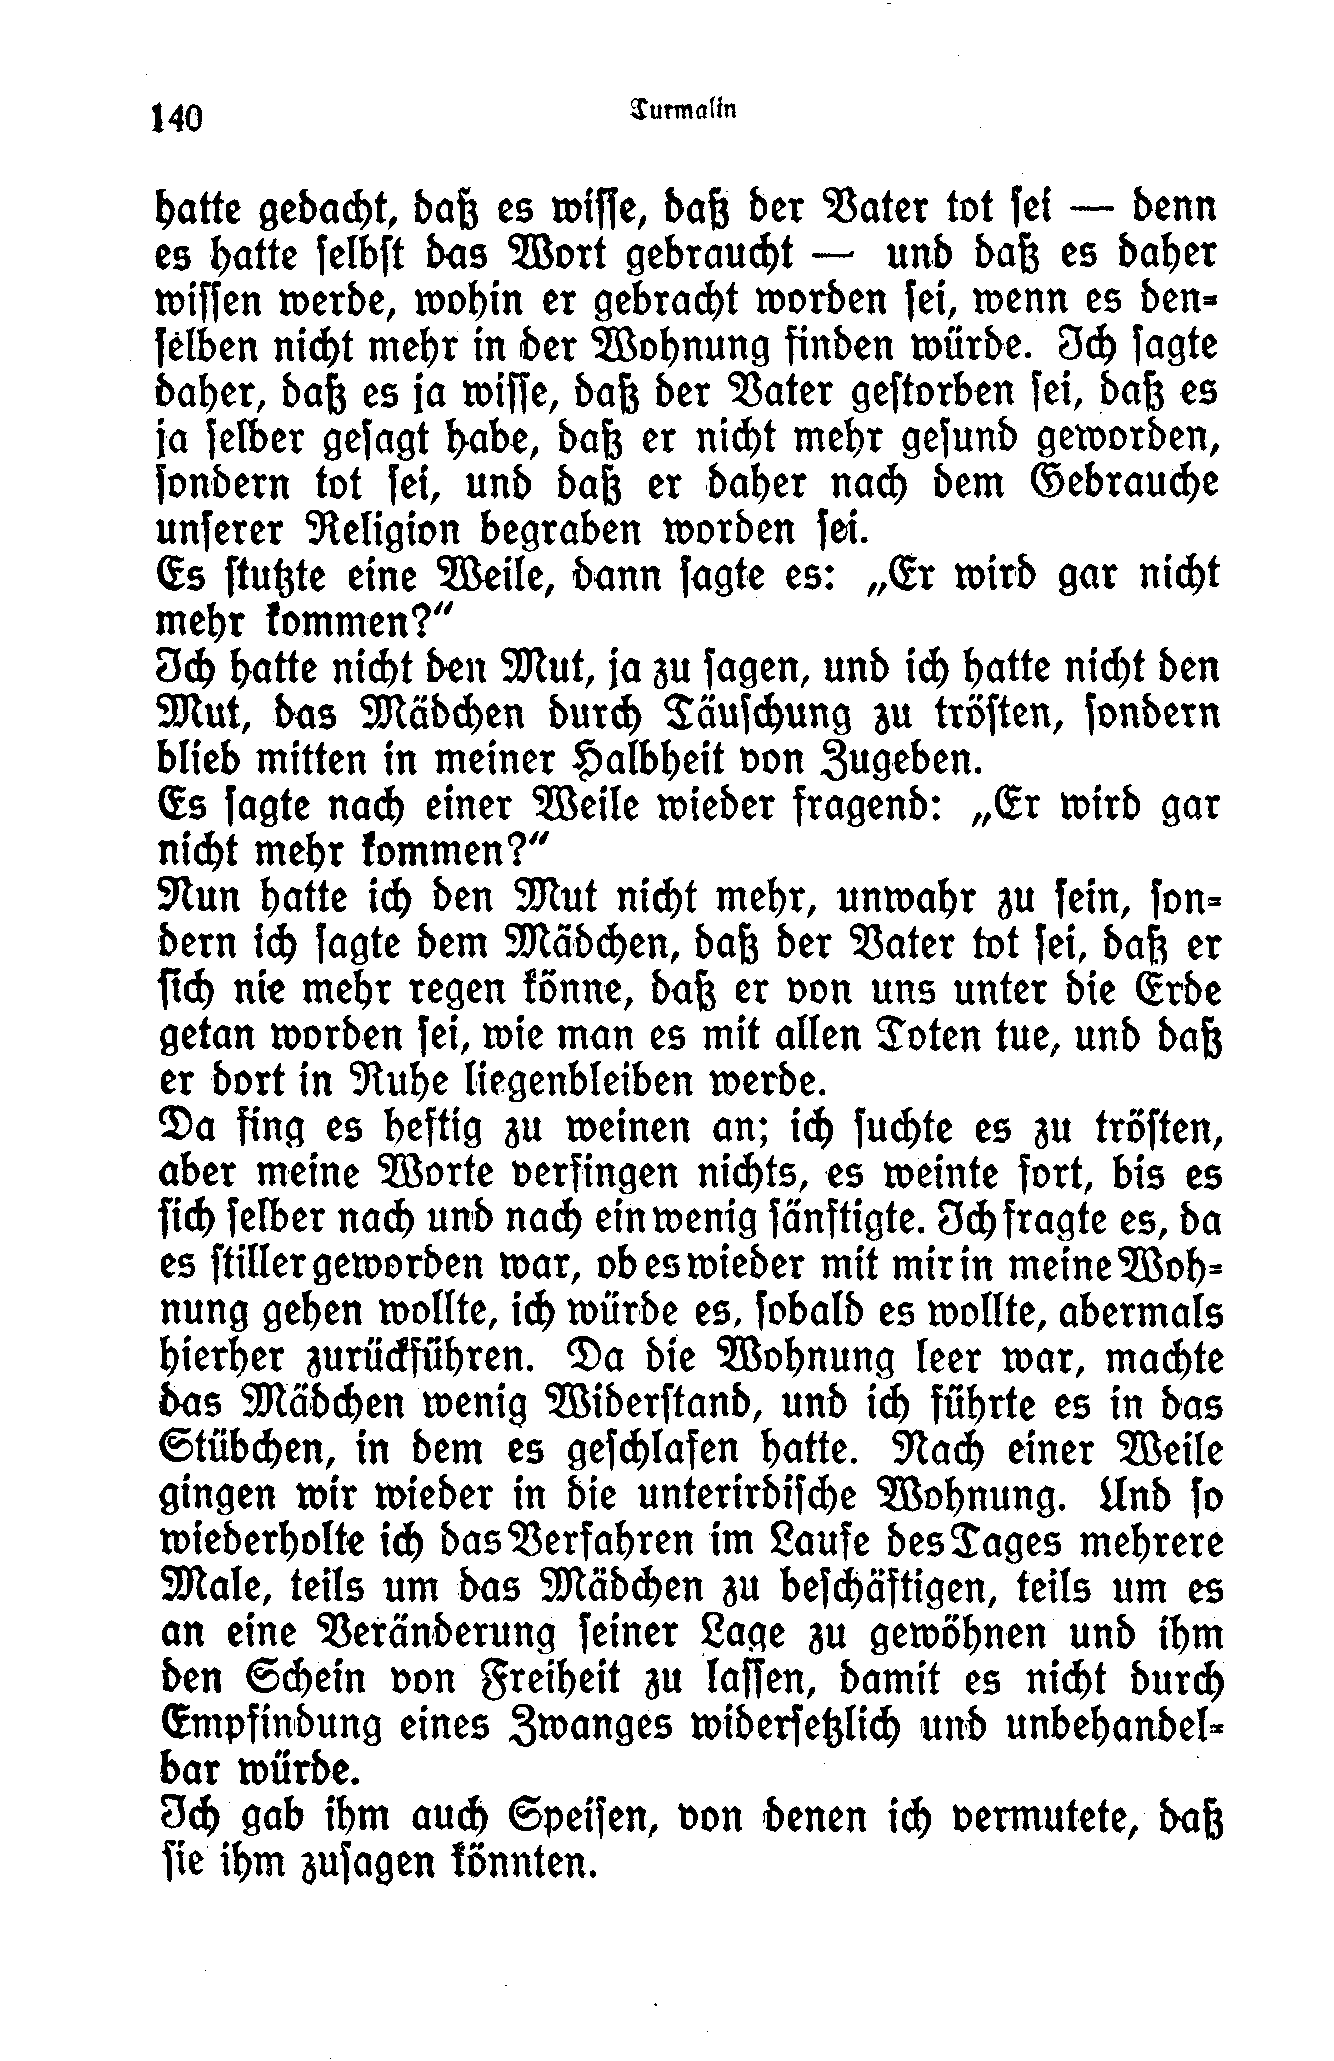 140
Turmalin
hatte gedacht, daß es wisse, daß der Vater tot sei — denn
es hatte selbst das Wort gebraucht — und daß es daher
wissen werde, wohin er gebracht worden sei, wenn es den-
selben nicht mehr in der Wohnung finden würde. Ich sagte
daher, daß es ja wisse, daß der Vater gestorben sei, daß es
ja selber gesagt habe, daß er nicht mehr gesund geworden,
sondern tot sei, und daß er daher nach dem Gebrauche
unserer Religion begraben worden sei.
Es stutzte eine Weile, dann sagte es: „Er wird gar nicht
mehr kommen?“
Ich hatte nicht den Mut, ja zu sagen, und ich hatte nicht den
Mut, das Mädchen durch Täuschung zu trösten, sondern
blieb mitten in meiner Halbheit von Zugeben.
Es sagte nach einer Weile wieder fragend: „Er wird gar
nicht mehr kommen?“
Nun hatte ich den Mut nicht mehr, unwahr zu sein, son-
dern ich sagte dem Mädchen, daß der Vater tot sei, daß er
sich nie mehr regen könne, daß er von uns unter die Erde
getan worden sei, wie man es mit allen Toten tue, und daß
er dort in Ruhe liegenbleiben werde.
Da fing es heftig zu weinen an; ich suchte es zu trösten,
aber meine Worte verfingen nichts, es weinte fort, bis es
sich selber nach und nach ein wenig sänftigte. Ich fragte es, da
es stiller geworden war, ob es wieder mit mir in meine Woh-
nung gehen wollte, ich würde es, sobald es wollte, abermals
hierher zurückführen. Da die Wohnung leer war, machte
das Mädchen wenig Widerstand, und ich führte es in das
Stübchen, in dem es geschlafen hatte. Nach einer Weile
gingen wir wieder in die unterirdische Wohnung. Und so
wiederholte ich das Verfahren im Laufe des Tages mehrere
Male, teils um das Mädchen zu beschäftigen, teils um es
an eine Veränderung seiner Lage zu gewöhnen und ihm
den Schein von Freiheit zu lassen, damit es nicht durch
Empfindung eines Zwanges widersetzlich und unbehandel-
bar würde.
Ich gab ihm auch Speisen, von denen ich vermutete, daß
sie ihm zusagen könnten.